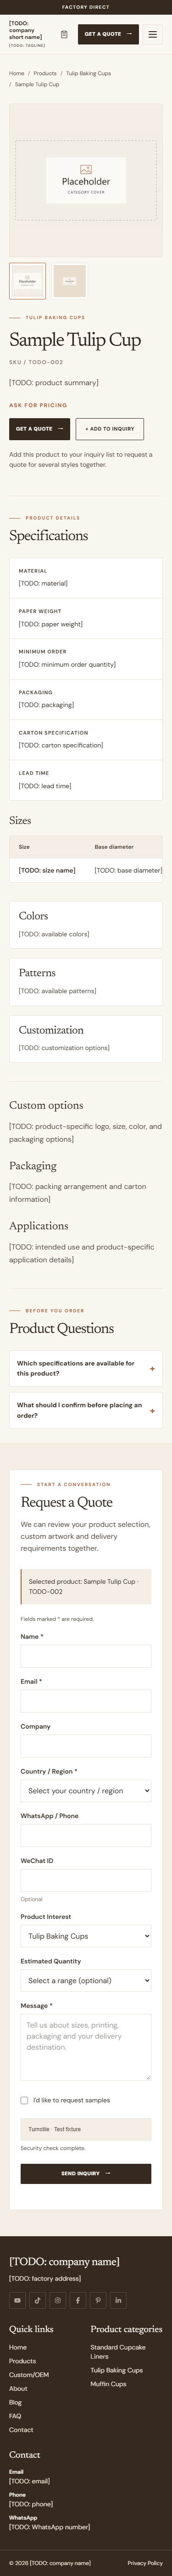 FACTORY DIRECT
[TODO:
company
short name]
[TODO: TAGLINE]
GET A QUOTE →
Home / Products / Tulip Baking Cups
/ Sample Tulip Cup
Placeholder
CATEGORY COVER
TULIP BAKING CUPS
Sample Tulip Cup
SKU / TODO-002
[TODO: product summary]
ASK FOR PRICING
GET A QUOTE →
+ ADD TO INQUIRY
Add this product to your inquiry list to request a
quote for several styles together.
PRODUCT DETAILS
Specifications
MATERIAL
[TODO: material]
PAPER WEIGHT
[TODO: paper weight]
MINIMUM ORDER
[TODO: minimum order quantity]
PACKAGING
[TODO: packaging]
CARTON SPECIFICATION
[TODO: carton specification]
LEAD TIME
[TODO: lead time]
Sizes
Size Base diameter
[TODO: size name] [TODO: base diameter]
Colors
[TODO: available colors]
Patterns
[TODO: available patterns]
Customization
[TODO: customization options]
Custom options
[TODO: product-specific logo, size, color, and
packaging options]
Packaging
[TODO: packing arrangement and carton
information]
Applications
[TODO: intended use and product-specific
application details]
BEFORE YOU ORDER
Product Questions
Which specifications are available for
this product? +
What should I confirm before placing an
order? +
START A CONVERSATION
Request a Quote
We can review your product selection,
custom artwork and delivery
requirements together.
Selected product: Sample Tulip Cup ·
TODO-002
Fields marked * are required.
Name *
Email *
Company
Country / Region *
Select your country / region
WhatsApp / Phone
WeChat ID
Optional
Product Interest
Tulip Baking Cups
Estimated Quantity
Select a range (optional)
Message *
Tell us about sizes, printing,
packaging and your delivery
destination.
I'd like to request samples
Turnstile · Test fixture
Security check complete.
SEND INQUIRY →
[TODO: company name]
[TODO: factory address]
Quick links
Home
Products
Custom/OEM
About
Blog
FAQ
Contact
Product categories
Standard Cupcake
Liners
Tulip Baking Cups
Muffin Cups
Contact
Email
[TODO: email]
Phone
[TODO: phone]
WhatsApp
[TODO: WhatsApp number]
© 2026 [TODO: company name] Privacy Policy